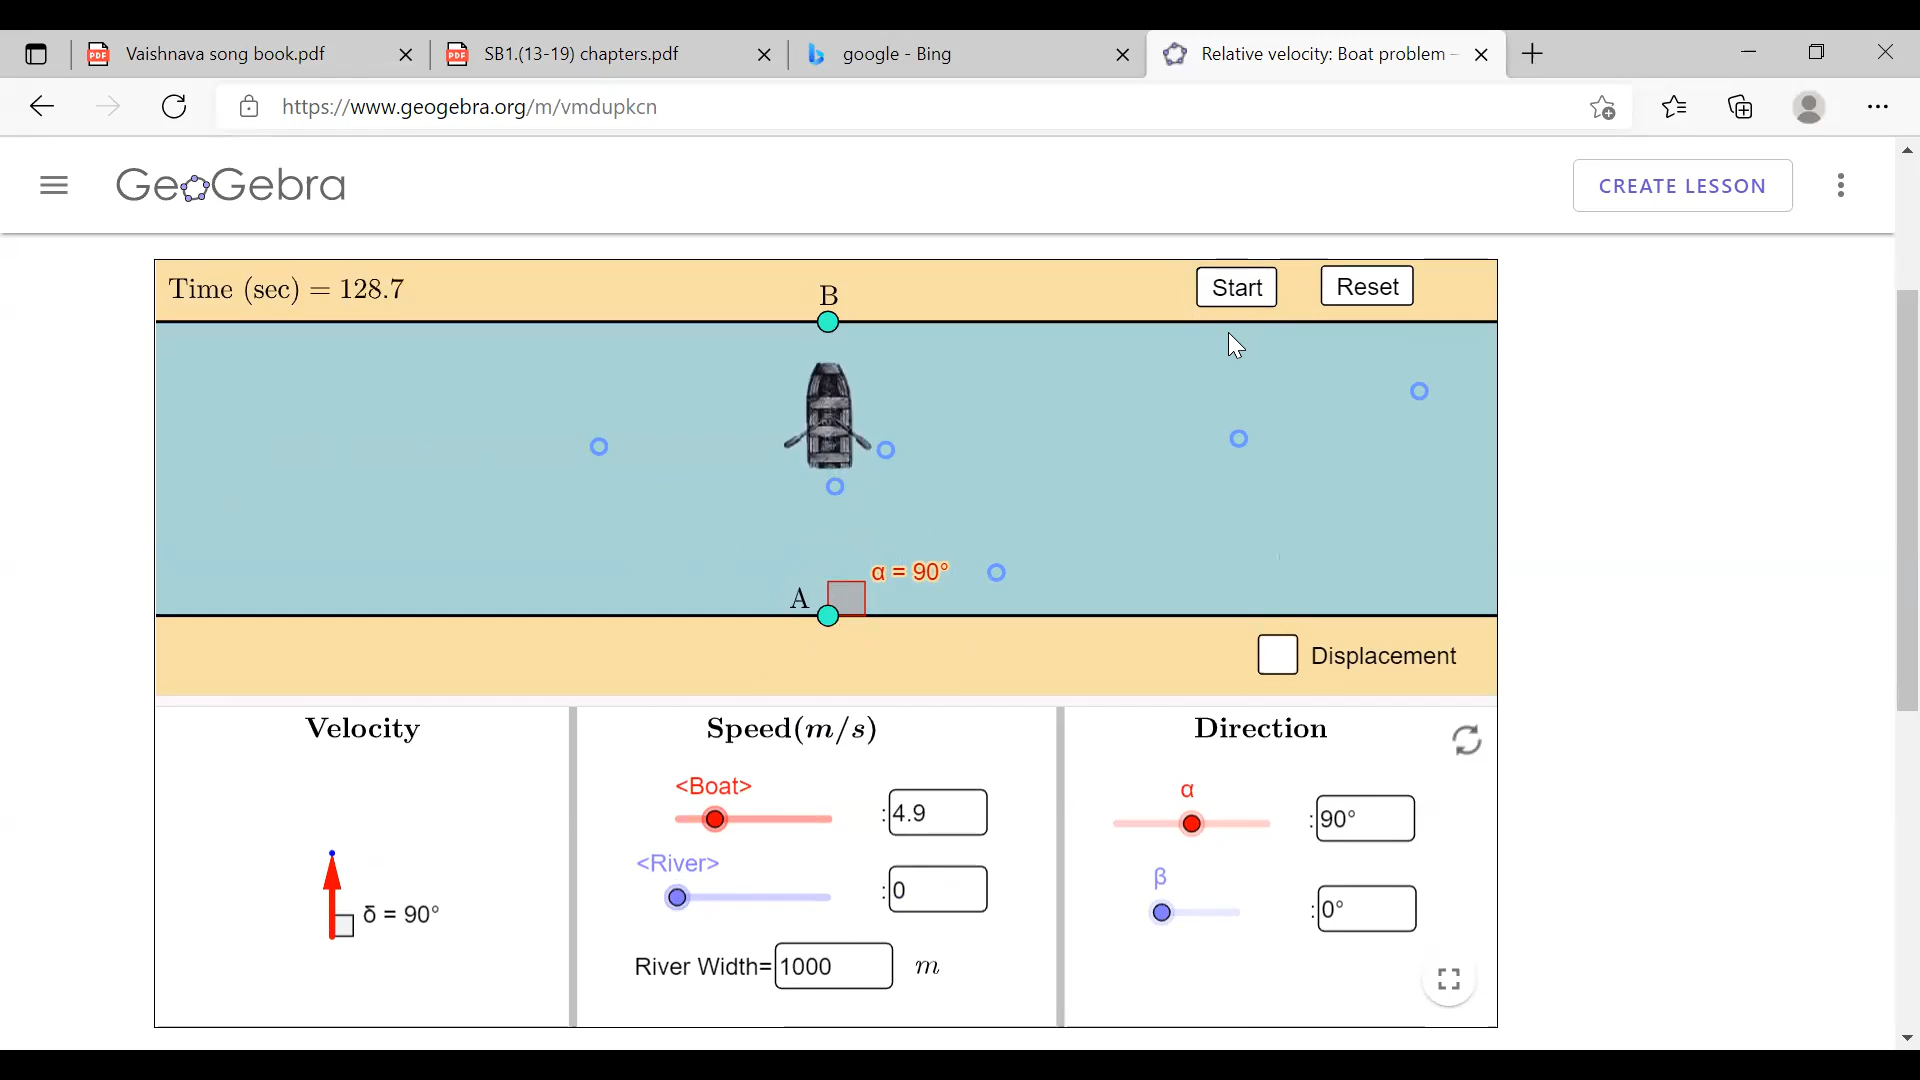 Vaishnava song book.pdf
SB1.(13-19) chapters.pdf
google - Bing
Relative velocity: Boat problem –
https://www.geogebra.org/m/vmdupkcn
GeoGebra
CREATE LESSON
Time (sec) = 128.7
B
Start
Reset
α = 90°
A
Displacement
Velocity
Speed(m/s)
Direction
<Boat>
:4.9
α
:90°
<River>
:0
β
:0°
δ = 90°
River Width=1000 m